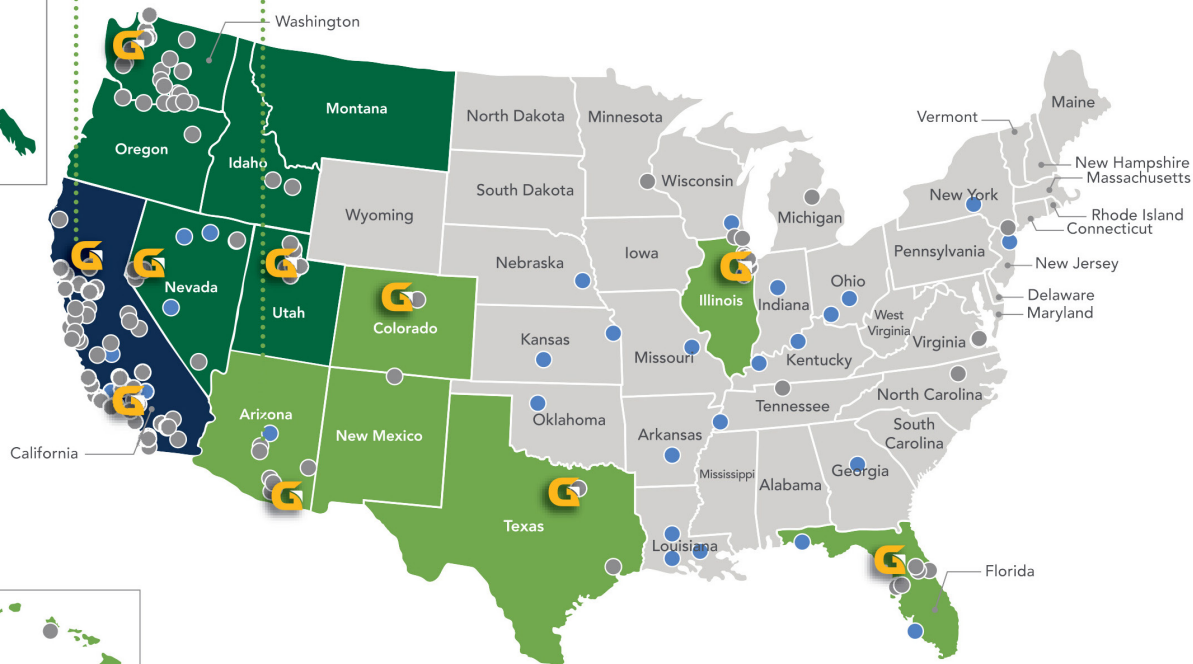 Washington
Maine
Montana
North Dakota
Minnesota
Vermont
Oregon
Idaho
New Hampshire
Massachusetts
Wisconsin
South Dakota
New York
Wyoming
Michigan
Rhode Island
Connecticut
Iowa
Pennsylvania
Nebraska
New Jersey
G
G
G
G
Nevada
Ohio
Illinois
Indiana
Delaware
Utah
G
Colorado
West
Virginia
Maryland
Kansas
Missouri
Kentucky
Virginia
G
G
Tennessee
North Carolina
Arizona
Oklahoma
New Mexico
Arkansas
South
Carolina
California
Mississippi
Alabama
Georgia
G
G
Texas
Louisiana
G
Florida